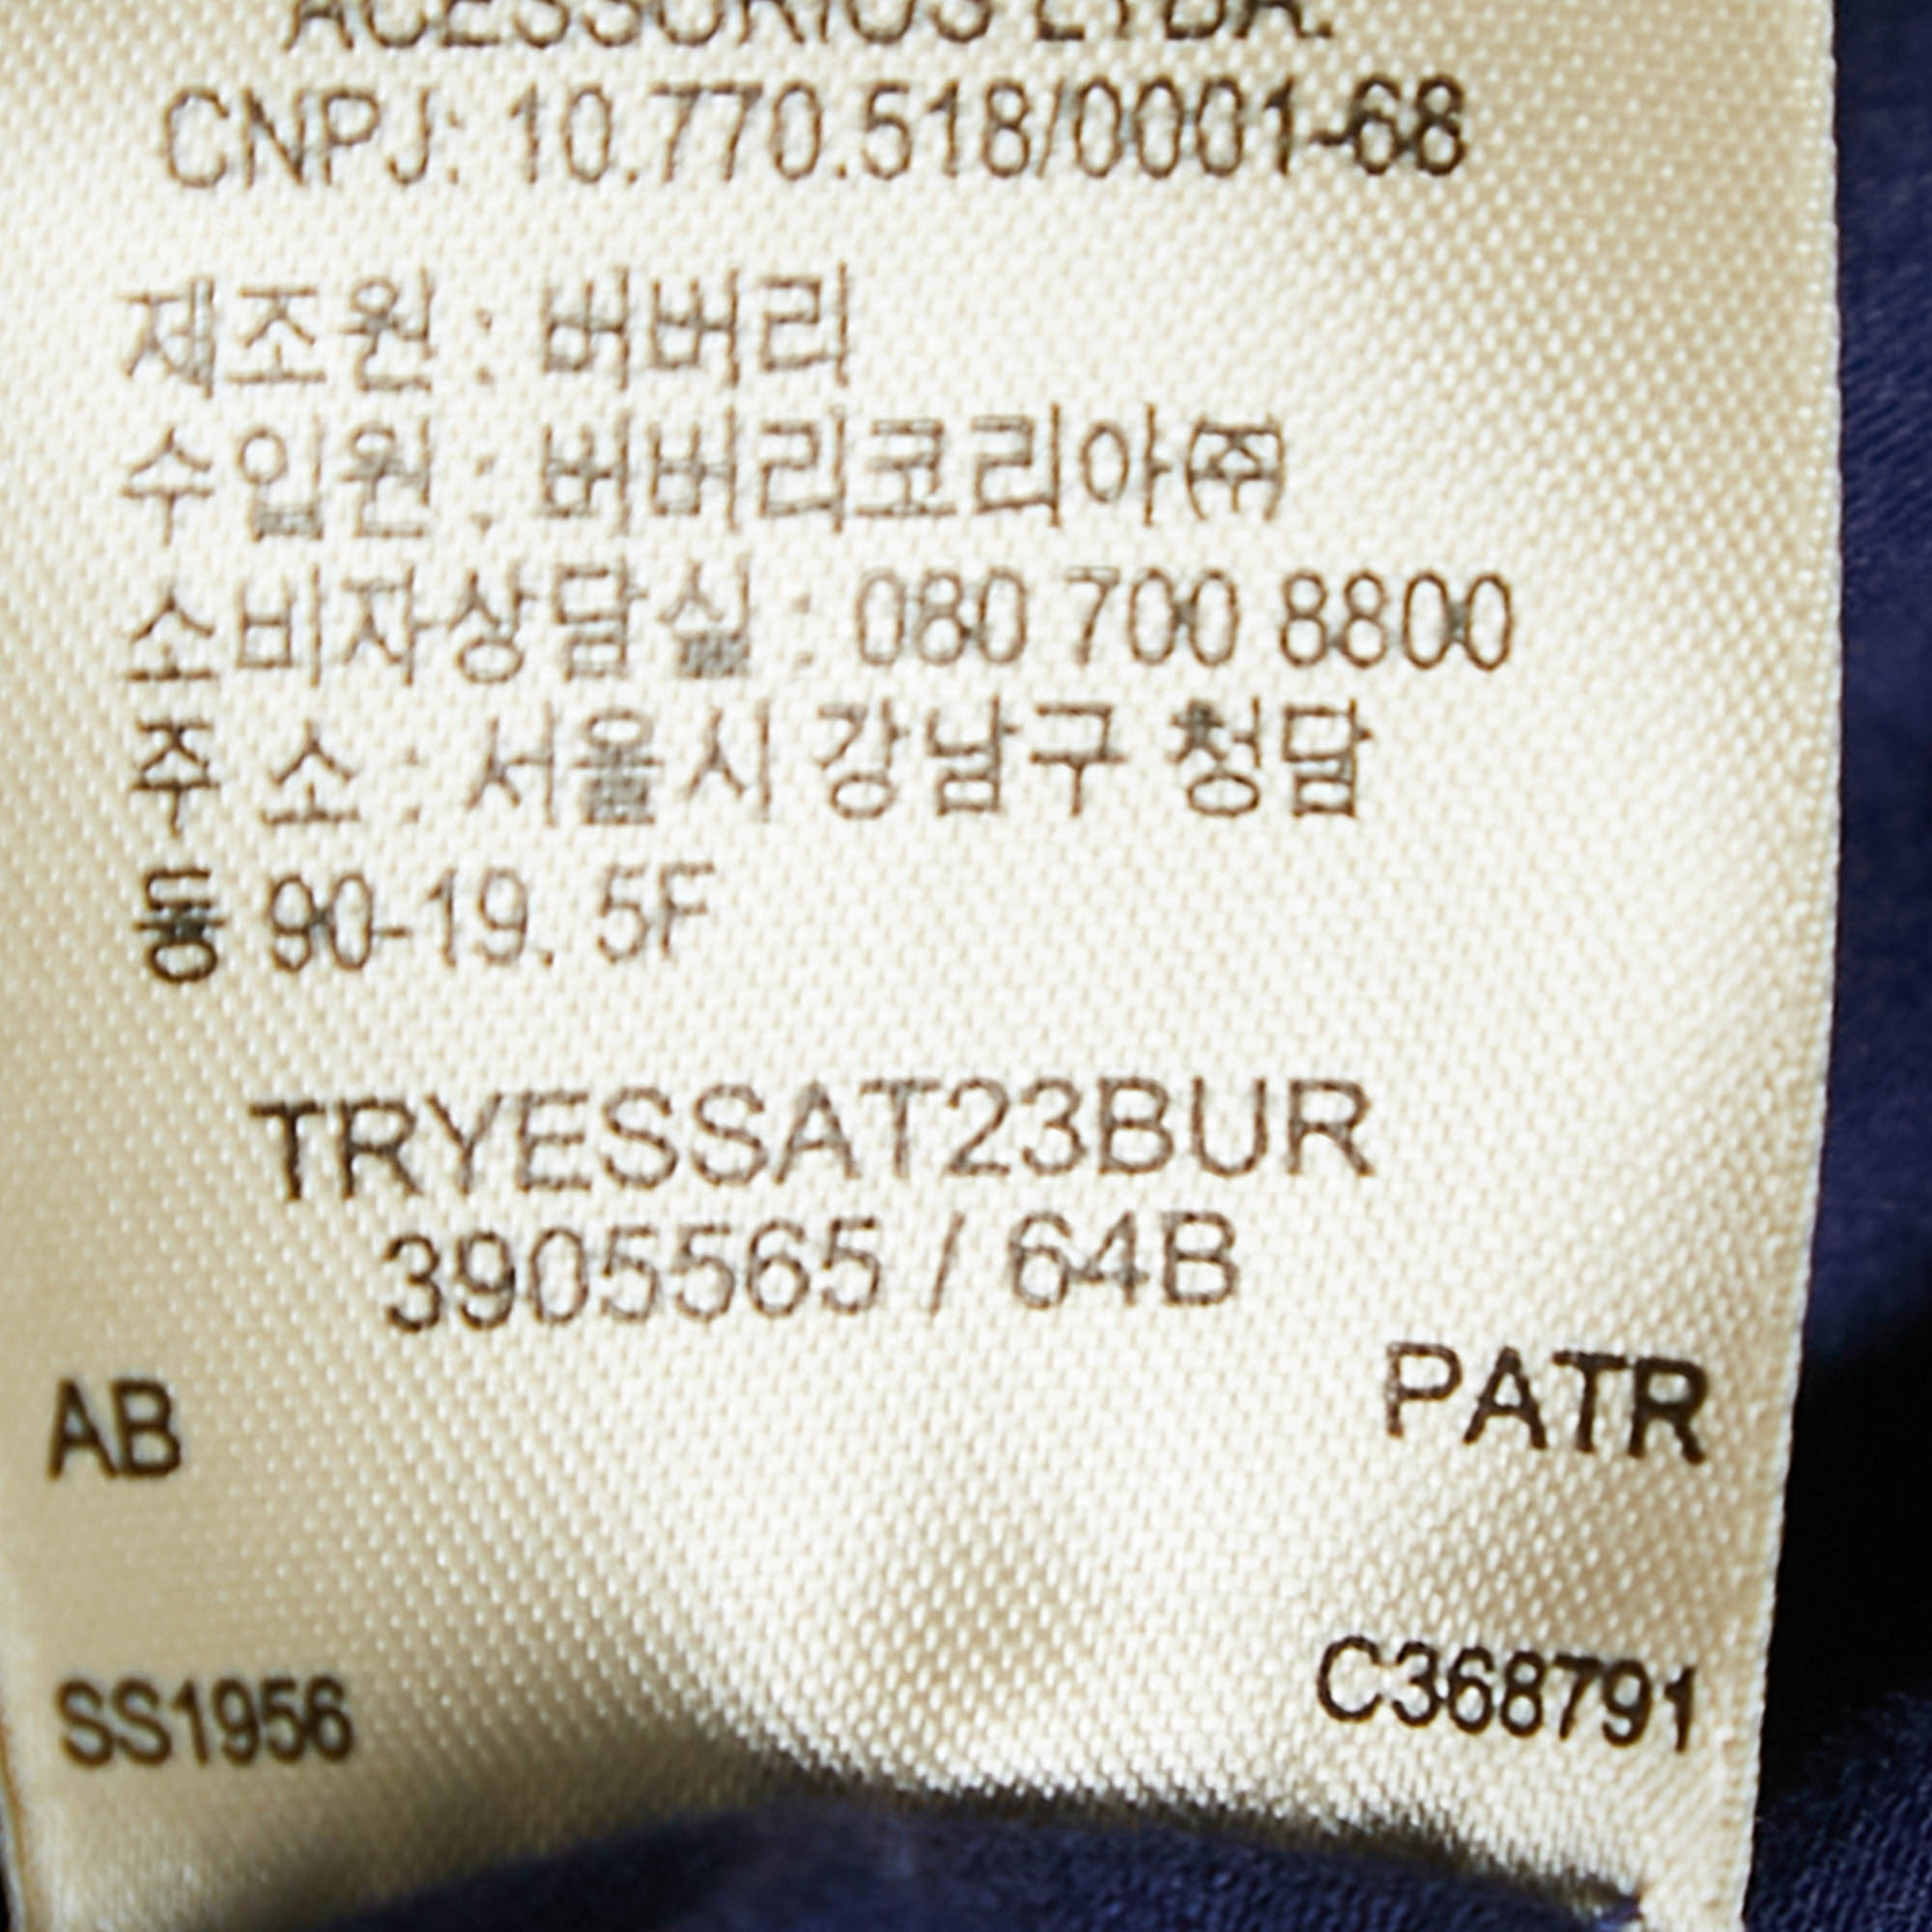 ACESSÓRIOS LTDA.
CNPJ: 10.770.518/0001-68
제조원 : 버버리
수입원 : 버버리코리아㈜
소비자상담실 : 080 700 8800
주 소 : 서울시 강남구 청담
동 90-19. 5F
TRYESSAT23BUR
3905565 / 64B
AB PATR
SS1956 C368791